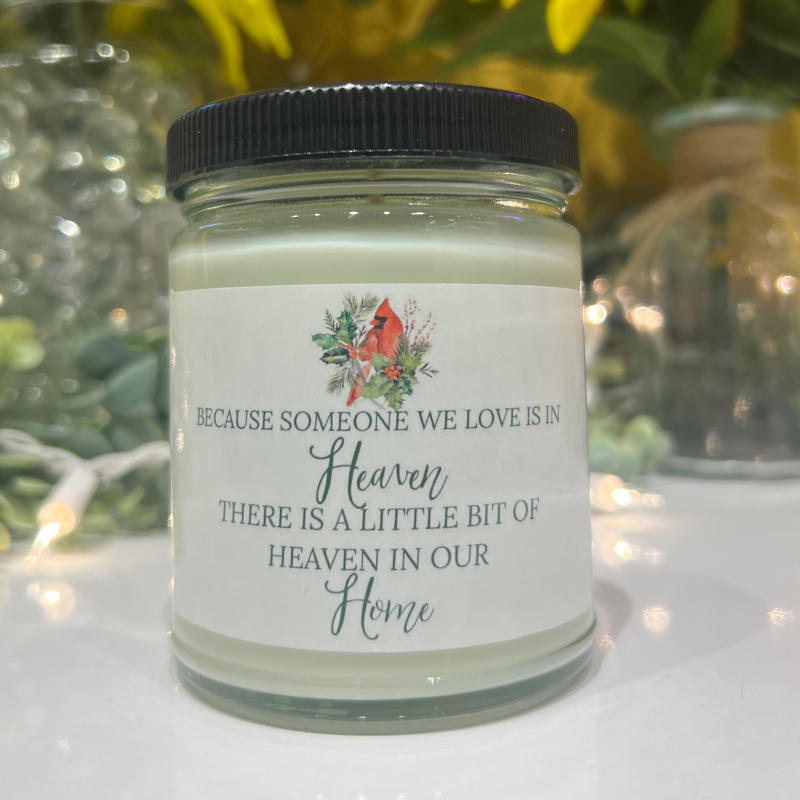 BECAUSE SOMEONE WE LOVE IS IN
Heaven
THERE IS A LITTLE BIT OF
HEAVEN IN OUR
Home